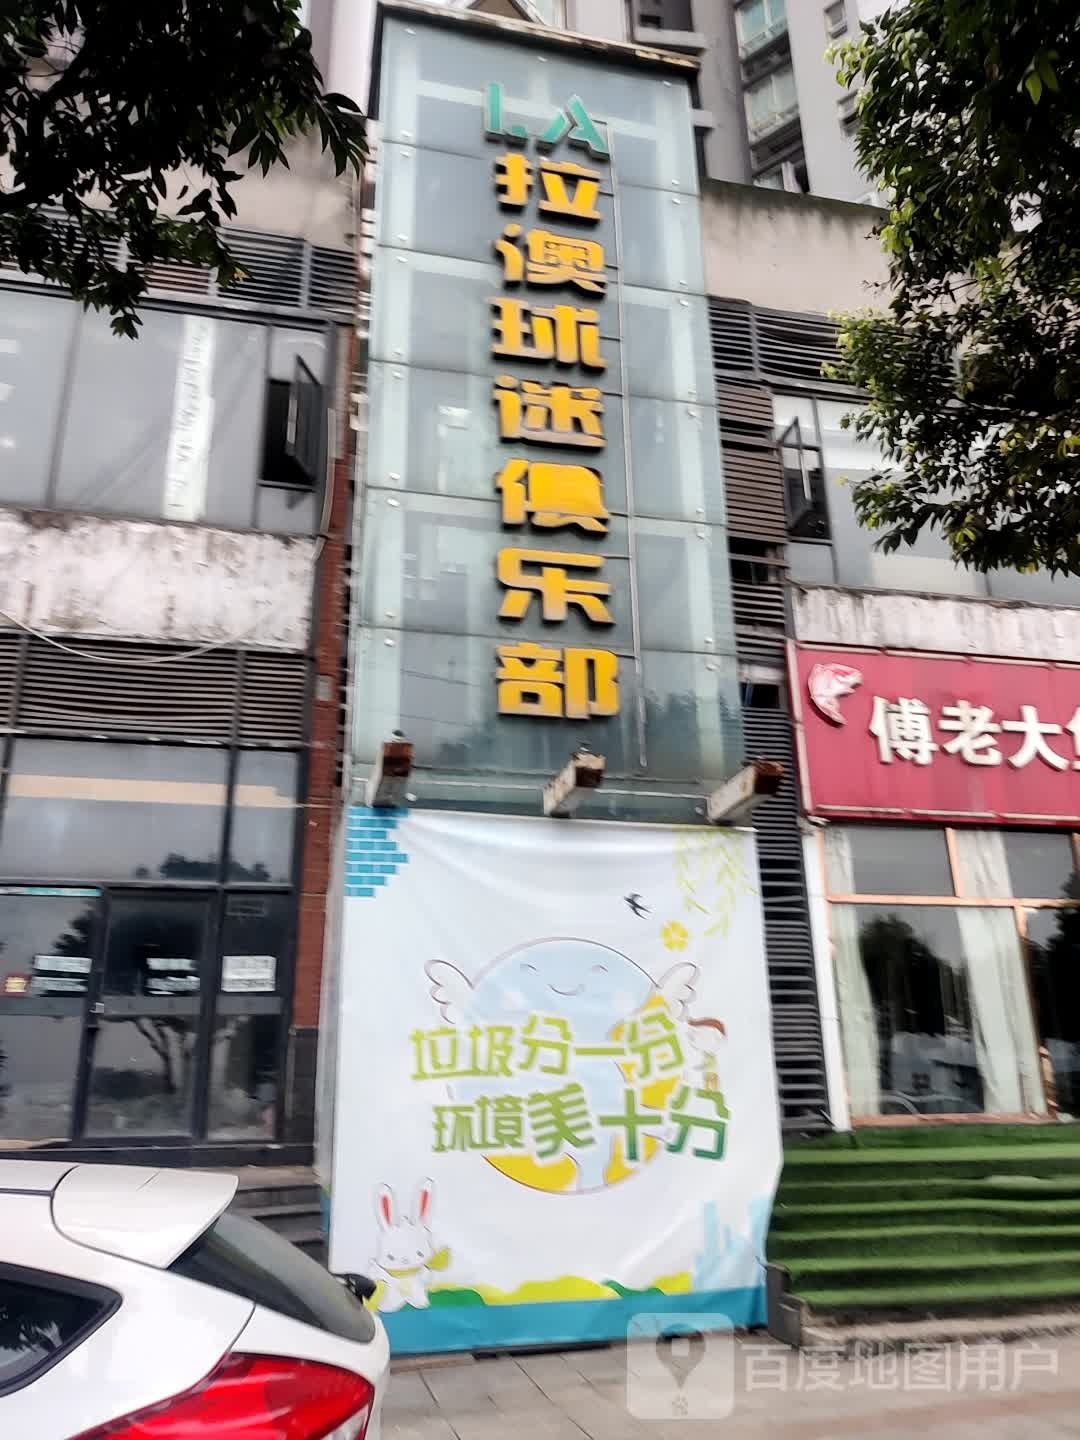 LA
拉澳球迷俱乐部
傅老大
垃圾分一分
环境美十分
百度地图用户